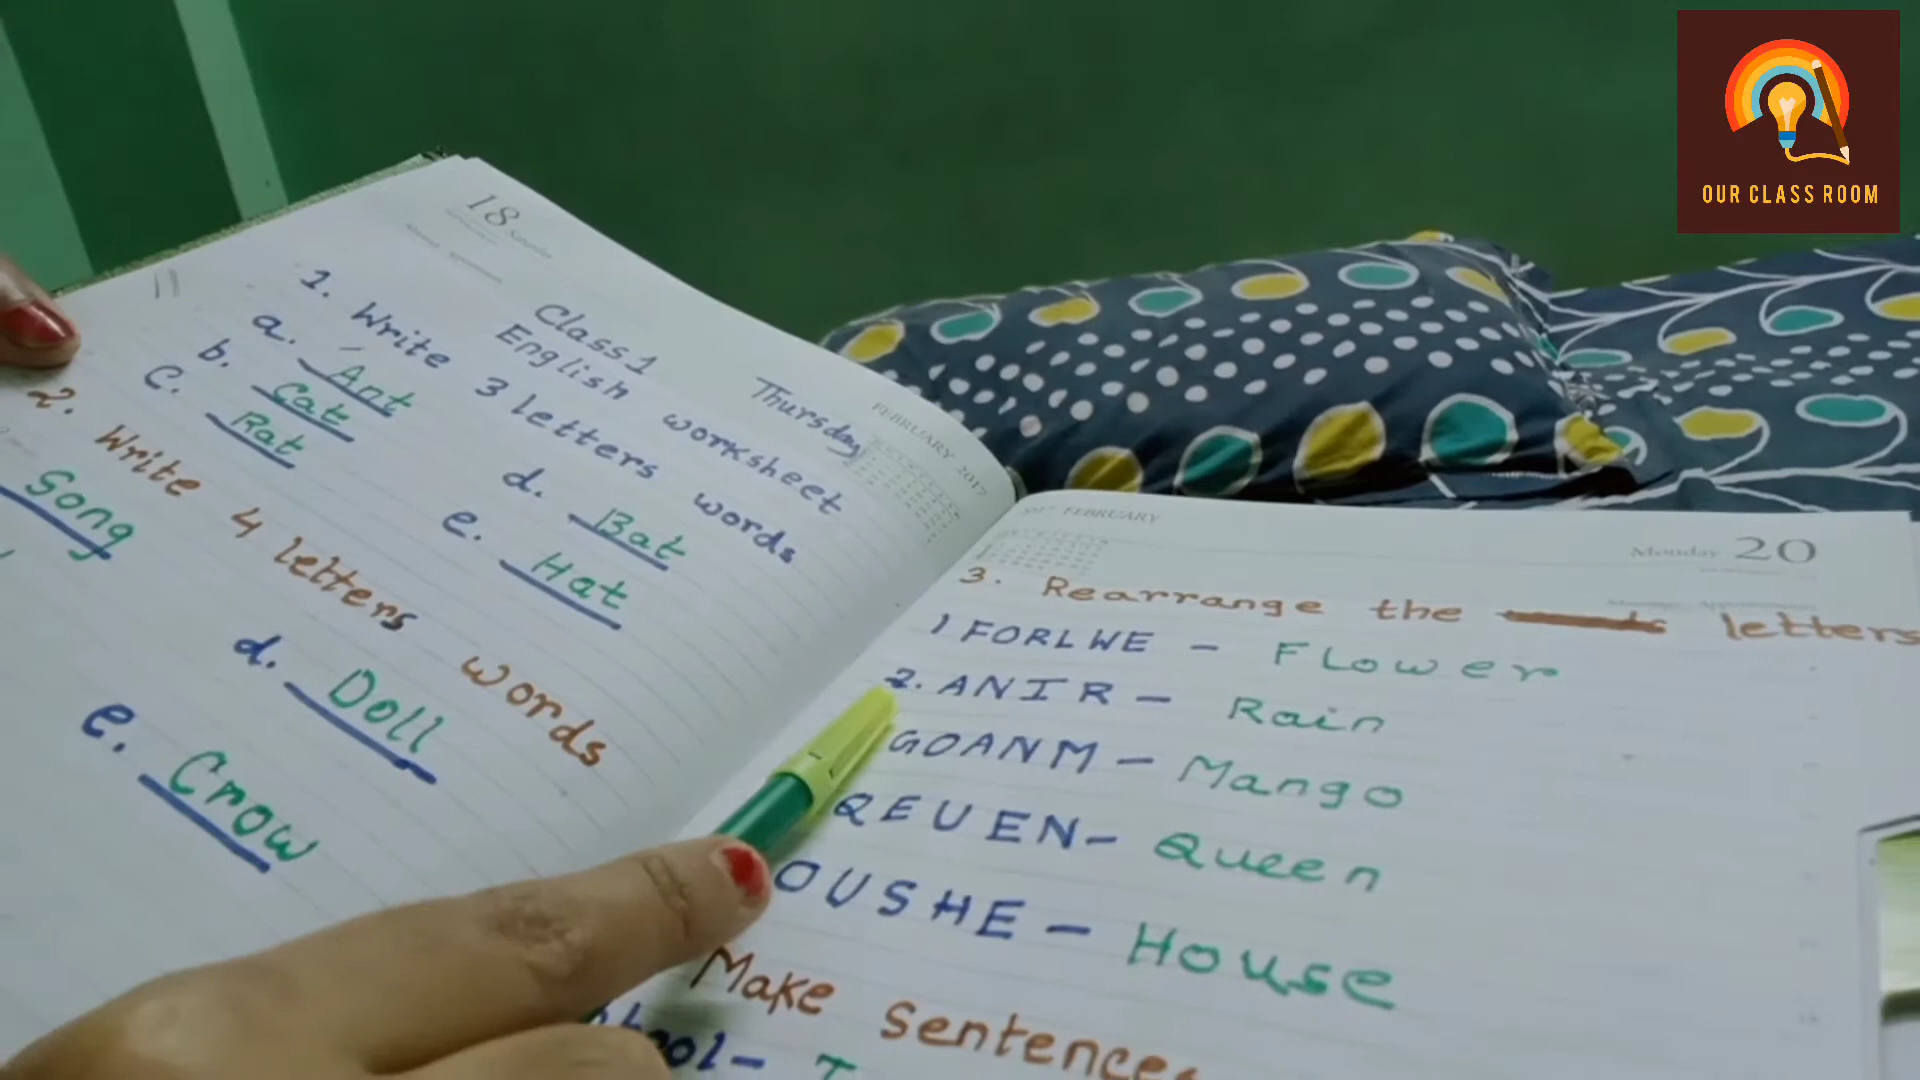 OUR CLASS ROOM
18
Thursday
FEBRUARY 2017
Class 1
English worksheet
1. Write 3 letters words
a. Ant
b. Cat
c. Rat
d. Bat
e. Hat
2. Write 4 letters words
Song
d. Doll
e. Crow
FEBRUARY
Monday 20
3. Rearrange the letters
1 FORLWE - Flower
2. ANIR - Rain
GOANM - Mango
QEUEN - Queen
OUSHE - House
Make sentences